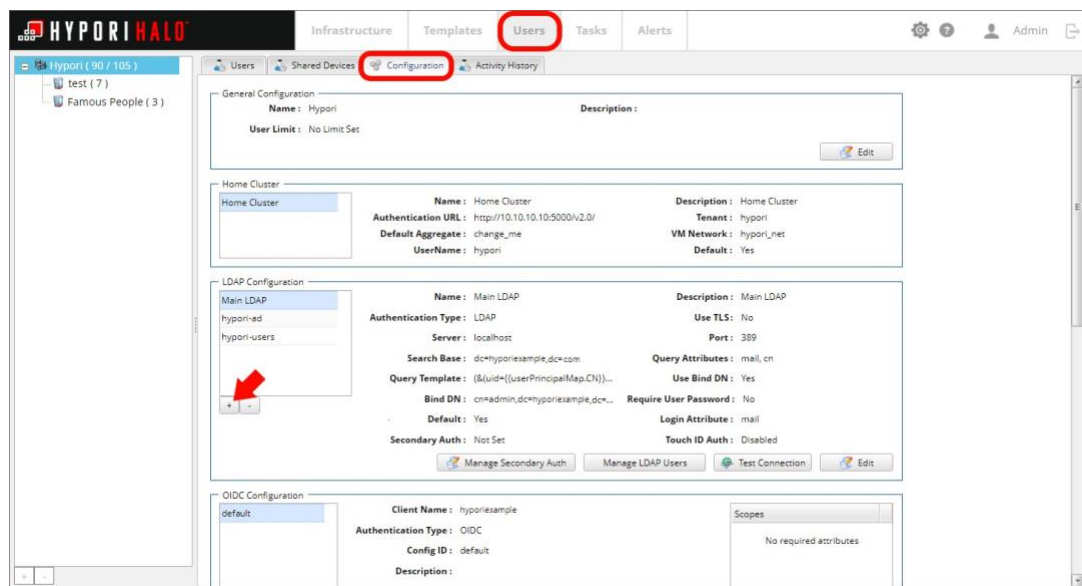 HYPORI HALO Infrastructure Templates Users Tasks Alerts Admin
Hypori ( 90 / 105 )
test ( 7 )
Famous People ( 3 )
Users Shared Devices Configuration Activity History
General Configuration
Name : Hypori Description :
User Limit : No Limit Set
Edit
Home Cluster
Home Cluster
Name : Home Cluster Description : Home Cluster
Authentication URL : http://10.10.10.10:5000/v2.0/ Tenant : hypori
Default Aggregate : change_me VM Network : hypori_net
UserName : hypori Default : Yes
LDAP Configuration
Main LDAP
hypori-ad
hypori-users
+ -
Name : Main LDAP Description : Main LDAP
Authentication Type : LDAP Use TLS : No
Server : localhost Port : 389
Search Base : dc=hyporiexample,dc=com Query Attributes : mail, cn
Query Template : (&(uid={{userPrincipalMap.CN}}... Use Bind DN : Yes
Bind DN : cn=admin,dc=hyporiexample,dc=... Require User Password : No
Default : Yes Login Attribute : mail
Secondary Auth : Not Set Touch ID Auth : Disabled
Manage Secondary Auth Manage LDAP Users Test Connection Edit
OIDC Configuration
default
Client Name : hyporiexample
Authentication Type : OIDC
Config ID : default
Description :
Scopes
No required attributes
+ -